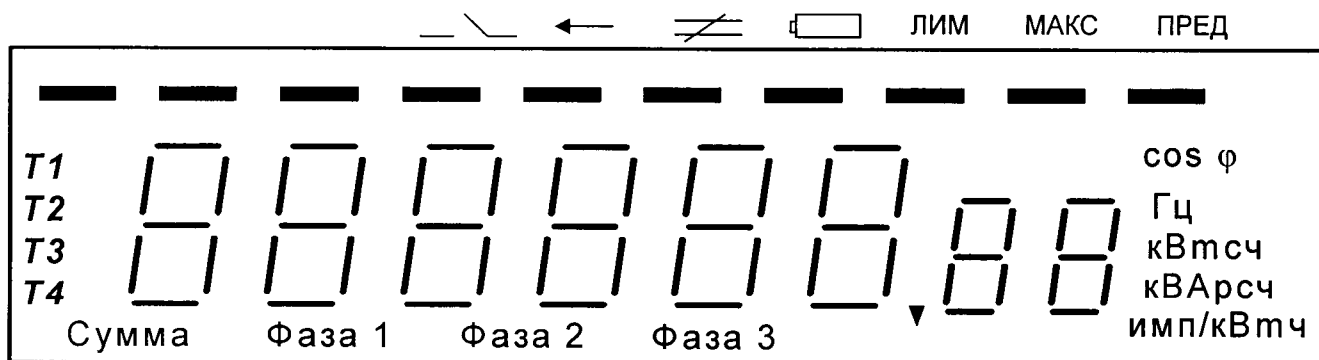 ЛИМ МАКС ПРЕД
T1 cos φ
T2 Гц
T3 кВтсч
T4 кВАрсч
имп/кВтч
Сумма Фаза 1 Фаза 2 Фаза 3